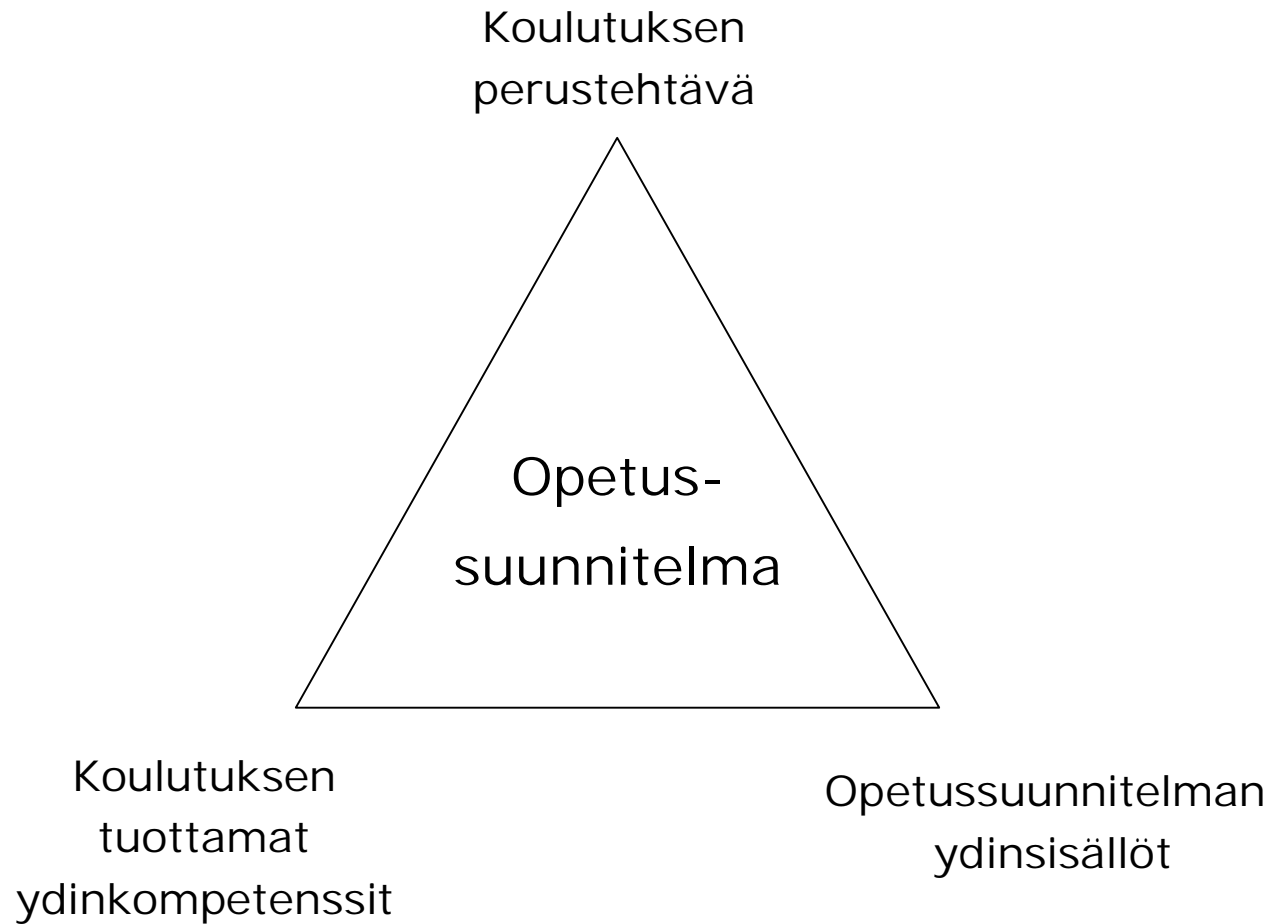 Koulutuksen
perustehtävä
Opetus-
suunnitelma
Koulutuksen
tuottamat
ydinkompetenssit
Opetussuunnitelman
ydinsisällöt